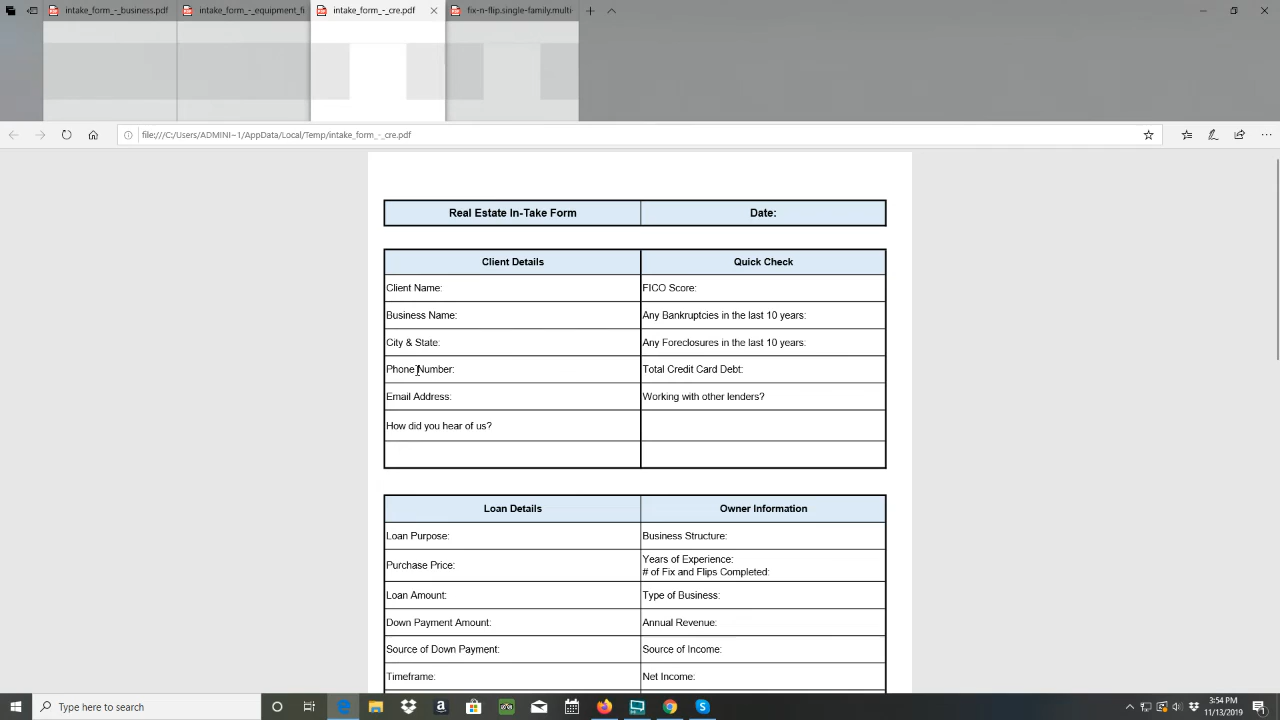 intake_form_-_business.pdf
intake_form_-_equipment_fi
intake_form_-_cre.pdf
fix-flip.single-family.multi-
file:///C:/Users/ADMINI~1/AppData/Local/Temp/intake_form_-_cre.pdf
Real Estate In-Take Form
Date:
Client Details
Quick Check
Client Name:
FICO Score:
Business Name:
Any Bankruptcies in the last 10 years:
City & State:
Any Foreclosures in the last 10 years:
Phone Number:
Total Credit Card Debt:
Email Address:
Working with other lenders?
How did you hear of us?
Loan Details
Owner Information
Loan Purpose:
Business Structure:
Purchase Price:
Years of Experience:
# of Fix and Flips Completed:
Loan Amount:
Type of Business:
Down Payment Amount:
Annual Revenue:
Source of Down Payment:
Source of Income:
Timeframe:
Net Income:
Type here to search
3:54 PM
11/13/2019